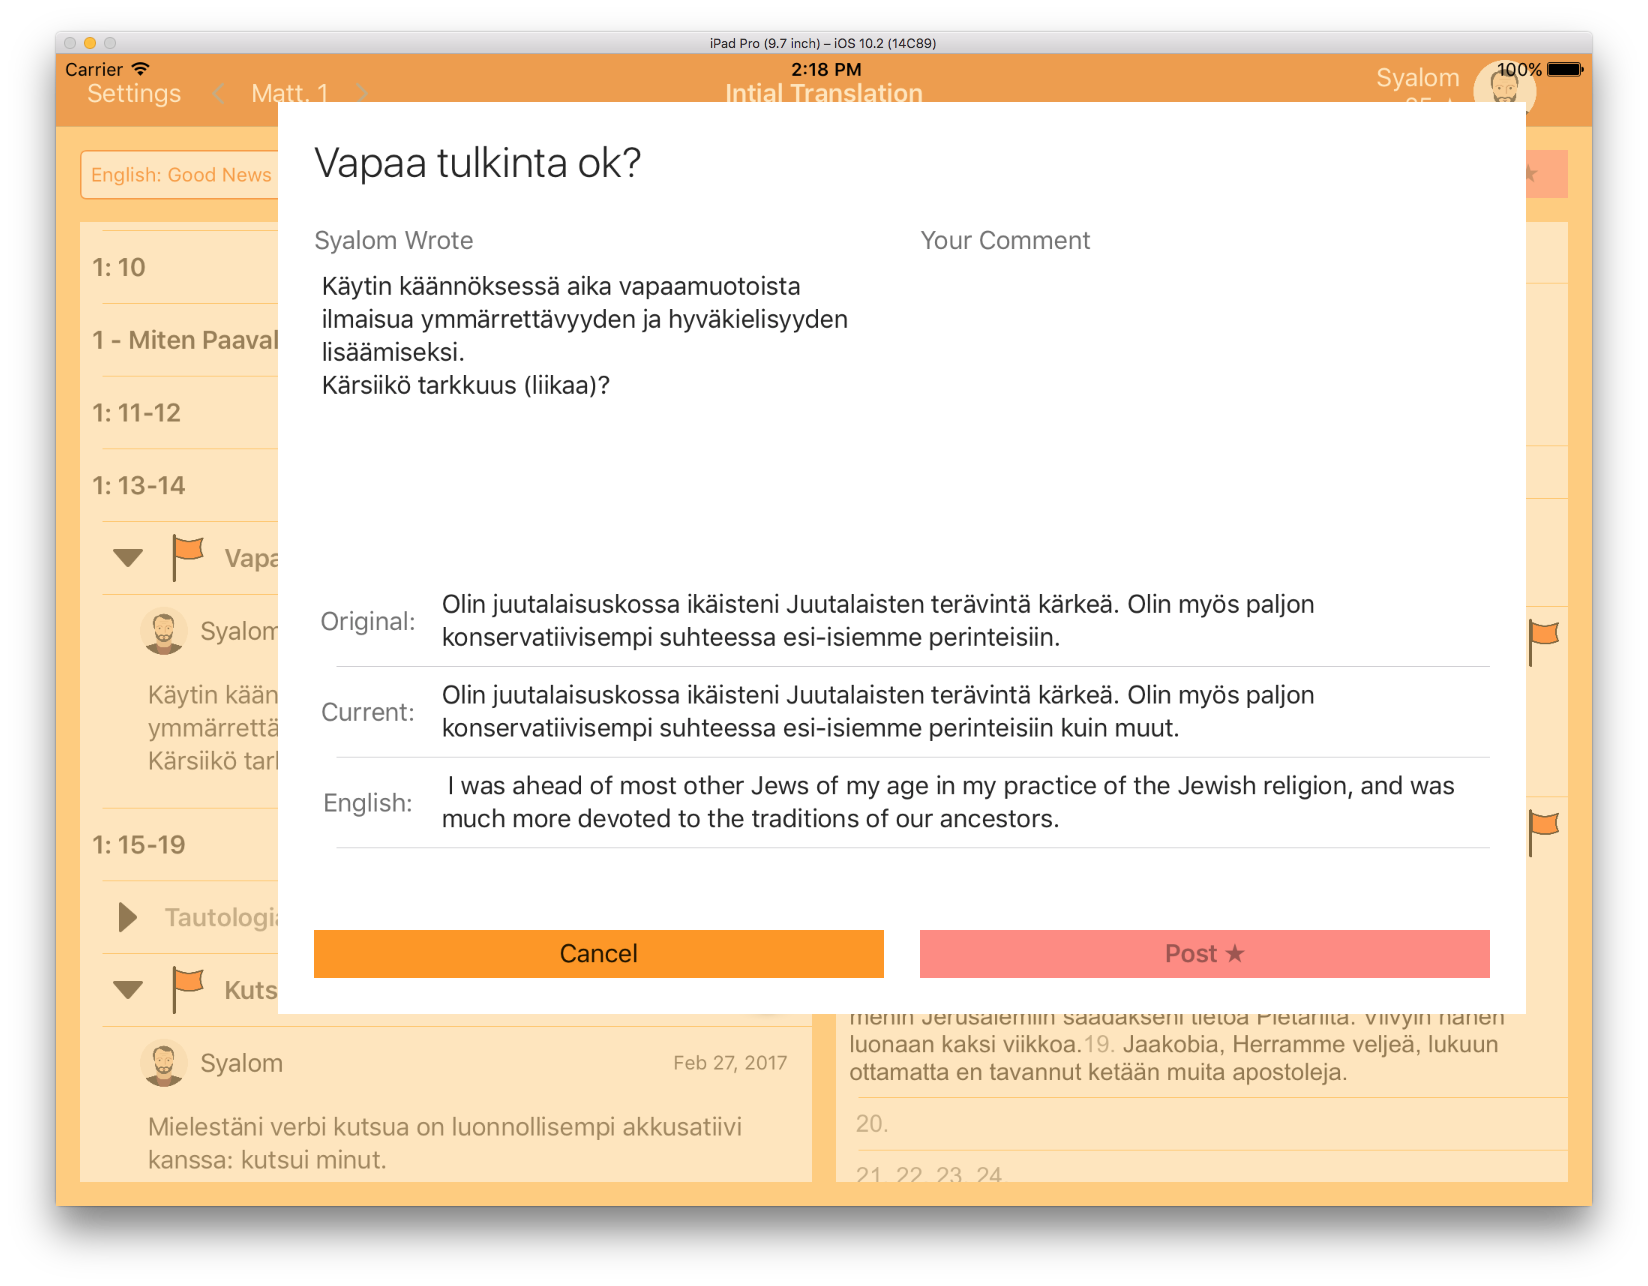 iPad Pro (9.7 inch) – iOS 10.2 (14C89)
Carrier
2:18 PM
100%
Settings
Matt. 1
Intial Translation
Syalom
English: Good News
1: 10
1 - Miten Paaval
1: 11-12
1: 13-14
Vapa
Syalom
Käytin kään
ymmärrettä
Kärsiikö tarl
1: 15-19
Tautologi
Kuts
Syalom
Feb 27, 2017
Mielestäni verbi kutsua on luonnollisempi akkusatiivi
kanssa: kutsui minut.
Vapaa tulkinta ok?
Syalom Wrote
Käytin käännöksessä aika vapaamuotoista
ilmaisua ymmärrettävyyden ja hyväkielisyyden
lisäämiseksi.
Kärsiikö tarkkuus (liikaa)?
Your Comment
Original:
Olin juutalaisuskossa ikäisteni Juutalaisten terävintä kärkeä. Olin myös paljon
konservatiivisempi suhteessa esi-isiemme perinteisiin.
Current:
Olin juutalaisuskossa ikäisteni Juutalaisten terävintä kärkeä. Olin myös paljon
konservatiivisempi suhteessa esi-isiemme perinteisiin kuin muut.
English:
I was ahead of most other Jews of my age in my practice of the Jewish religion, and was
much more devoted to the traditions of our ancestors.
Cancel
Post ★
menin Jerusalemiin saadakseni tietoa Pietarilta. Viivyin hänen
luonaan kaksi viikkoa.19. Jaakobia, Herramme veljeä, lukuun
ottamatta en tavannut ketään muita apostoleja.
20.
21. 22. 23. 24.